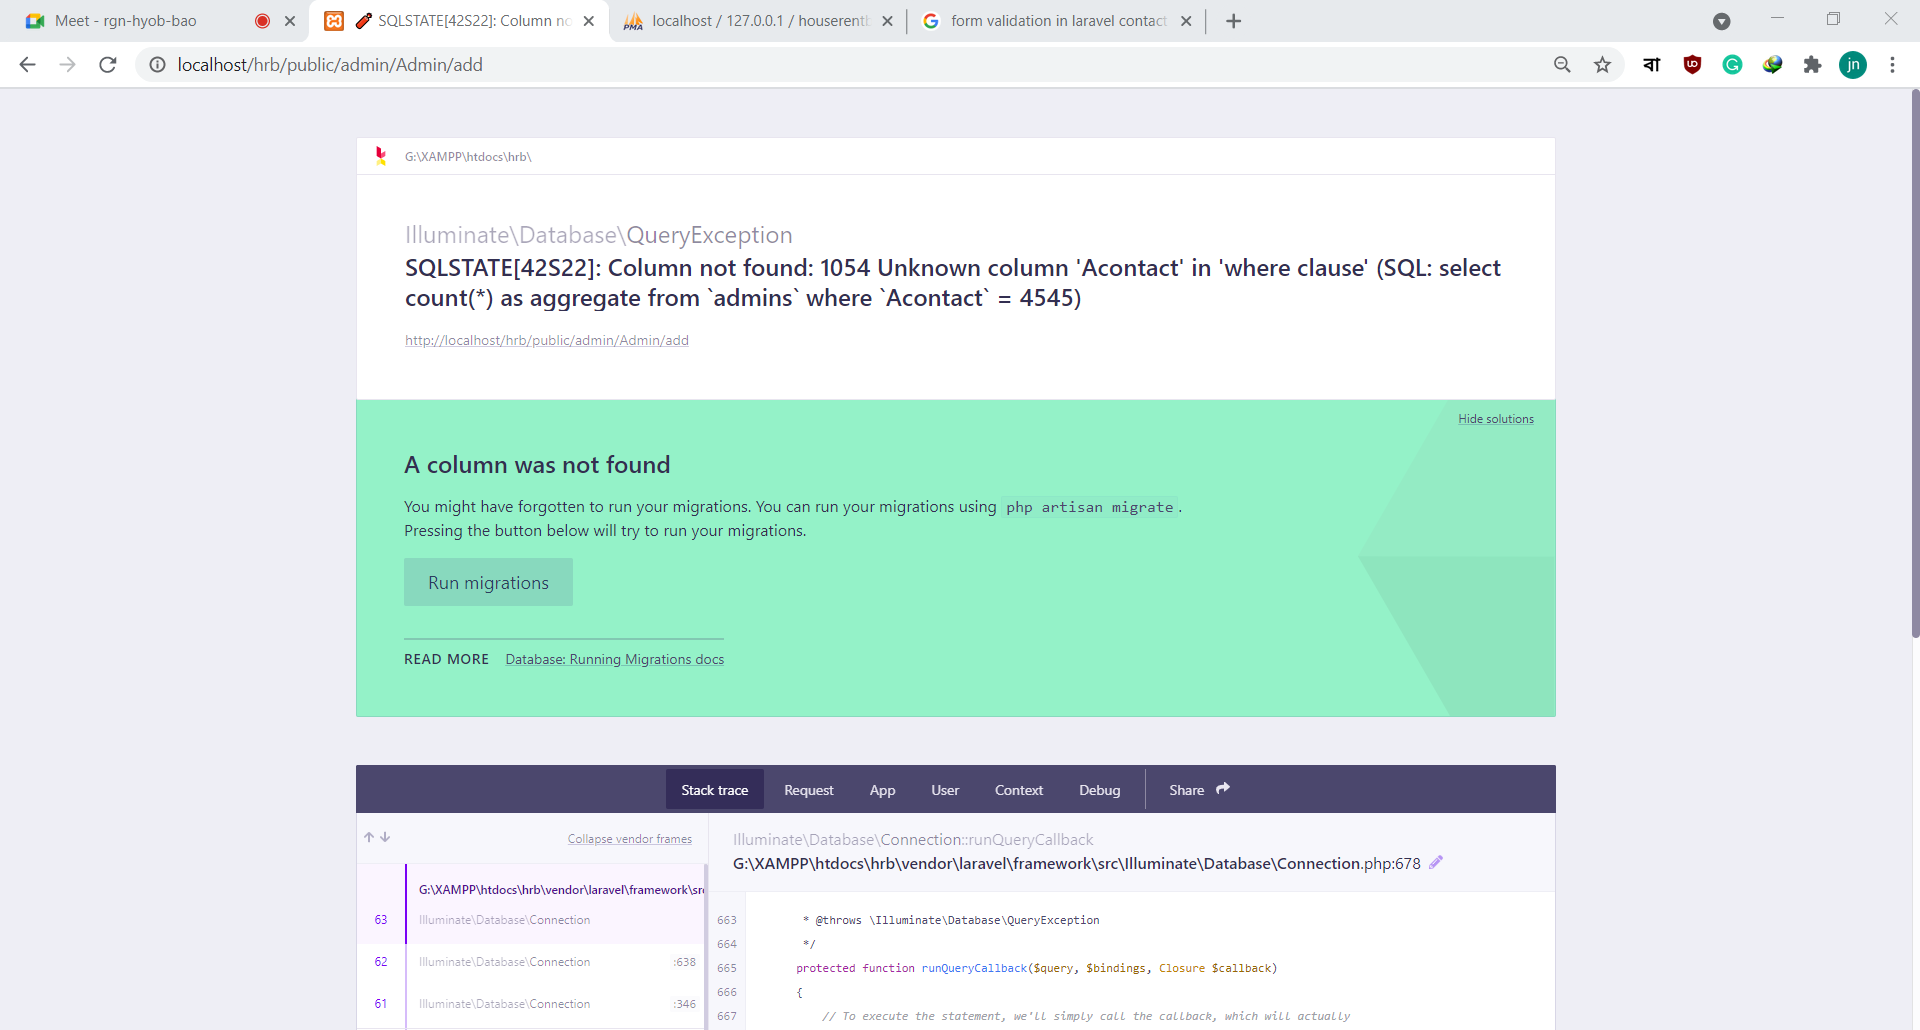 Meet - rgn-hyob-bao
SQLSTATE[42S22]: Column no
localhost / 127.0.0.1 / houserent
form validation in laravel contact
localhost/hrb/public/admin/Admin/add
বা
jn
G:\XAMPP\htdocs\hrb\
Illuminate\Database\QueryException
SQLSTATE[42S22]: Column not found: 1054 Unknown column 'Acontact' in 'where clause' (SQL: select
count(*) as aggregate from `admins` where `Acontact` = 4545)
http://localhost/hrb/public/admin/Admin/add
Hide solutions
A column was not found
You might have forgotten to run your migrations. You can run your migrations using php artisan migrate.
Pressing the button below will try to run your migrations.
Run migrations
READ MORE Database: Running Migrations docs
Stack trace Request App User Context Debug Share
Collapse vendor frames
Illuminate\Database\Connection::runQueryCallback
G:\XAMPP\htdocs\hrb\vendor\laravel\framework\src\Illuminate\Database\Connection.php:678
G:\XAMPP\htdocs\hrb\vendor\laravel\framework\src
63 Illuminate\Database\Connection
62 Illuminate\Database\Connection :638
61 Illuminate\Database\Connection :346
663 * @throws \Illuminate\Database\QueryException
664 */
665 protected function runQueryCallback($query, $bindings, Closure $callback)
666 {
667 // To execute the statement, we'll simply call the callback, which will actually